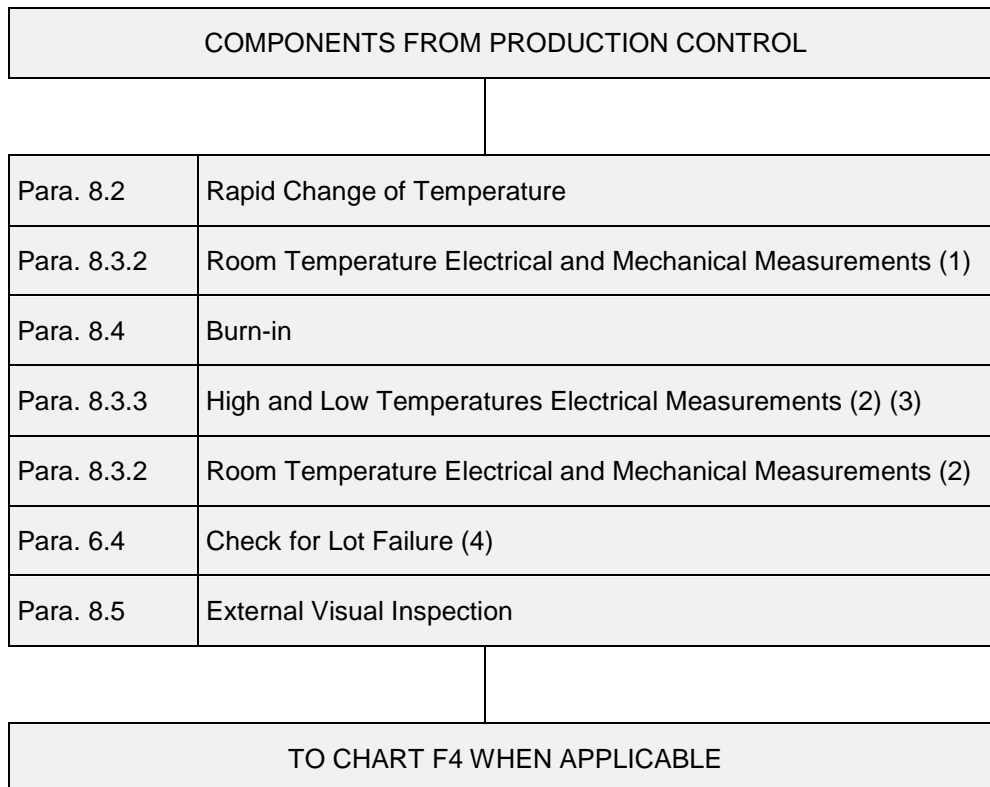 COMPONENTS FROM PRODUCTION CONTROL
Para. 8.2 Rapid Change of Temperature
Para. 8.3.2 Room Temperature Electrical and Mechanical Measurements (1)
Para. 8.4 Burn-in
Para. 8.3.3 High and Low Temperatures Electrical Measurements (2) (3)
Para. 8.3.2 Room Temperature Electrical and Mechanical Measurements (2)
Para. 6.4 Check for Lot Failure (4)
Para. 8.5 External Visual Inspection
TO CHART F4 WHEN APPLICABLE